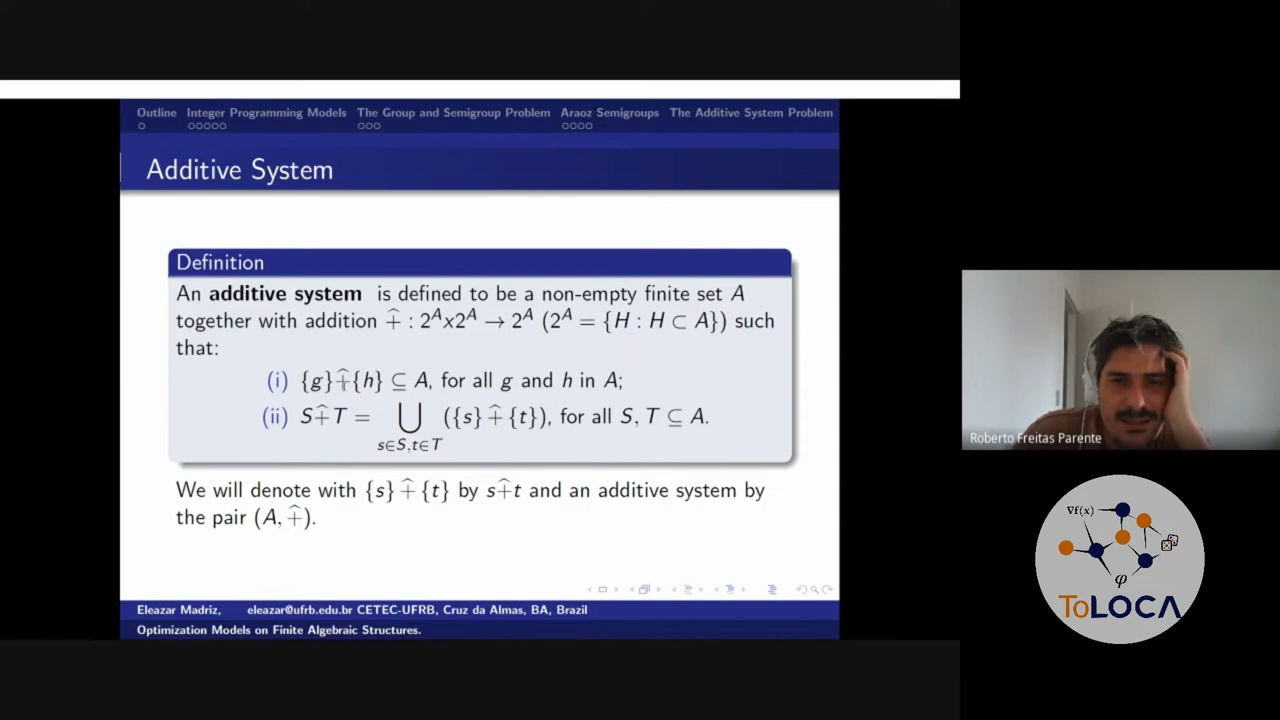 Outline Integer Programming Models The Group and Semigroup Problem Araoz Semigroups The Additive System Problem
Additive System
Definition
An additive system is defined to be a non-empty finite set A
together with addition +̂ : 2^A x2^A → 2^A (2^A = {H : H ⊂ A}) such
that:
(i) {g}+̂{h} ⊆ A, for all g and h in A;
(ii) S+̂T = ⋃_{s∈S,t∈T} ({s}+̂{t}), for all S, T ⊆ A.
We will denote with {s}+̂{t} by s+̂t and an additive system by
the pair (A, +̂).
Eleazar Madriz, eleazar@ufrb.edu.br CETEC-UFRB, Cruz da Almas, BA, Brazil
Optimization Models on Finite Algebraic Structures.
Roberto Freitas Parente
∇f(x)
φ
ToLOCA